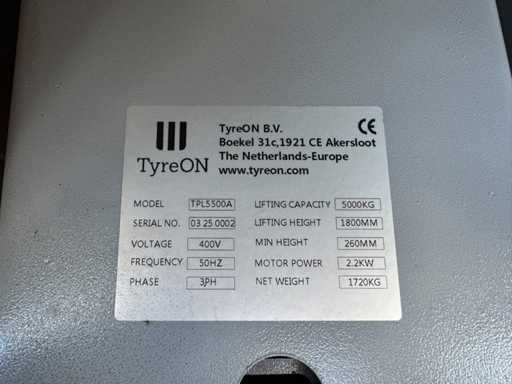 TyreON B.V.
Boekel 31c,1921 CE Akersloot
The Netherlands-Europe
www.tyreon.com
CE
TyreON
MODEL TPL5500A LIFTING CAPACITY 5000KG
SERIAL NO. 03 25 0002 LIFTING HEIGHT 1800MM
VOLTAGE 400V MIN HEIGHT 260MM
FREQUENCY 50HZ MOTOR POWER 2.2KW
PHASE 3PH NET WEIGHT 1720KG